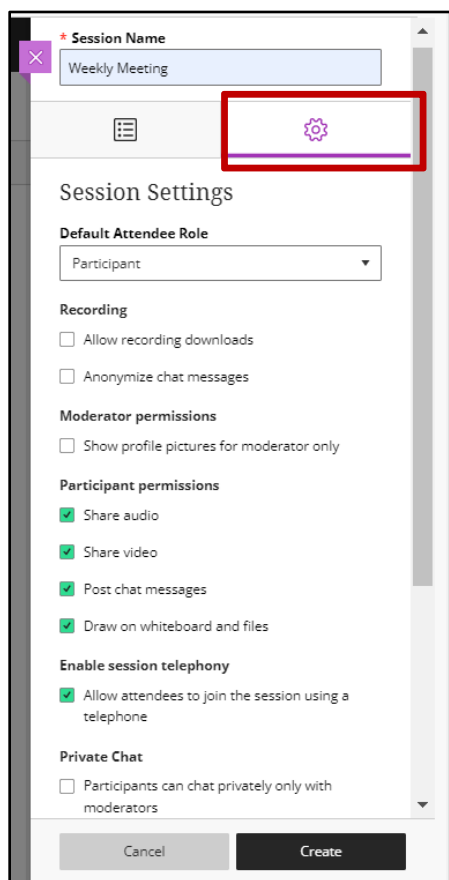 * Session Name
Weekly Meeting
Session Settings
Default Attendee Role
Participant
Recording
Allow recording downloads
Anonymize chat messages
Moderator permissions
Show profile pictures for moderator only
Participant permissions
Share audio
Share video
Post chat messages
Draw on whiteboard and files
Enable session telephony
Allow attendees to join the session using a
telephone
Private Chat
Participants can chat privately only with
moderators
Cancel
Create